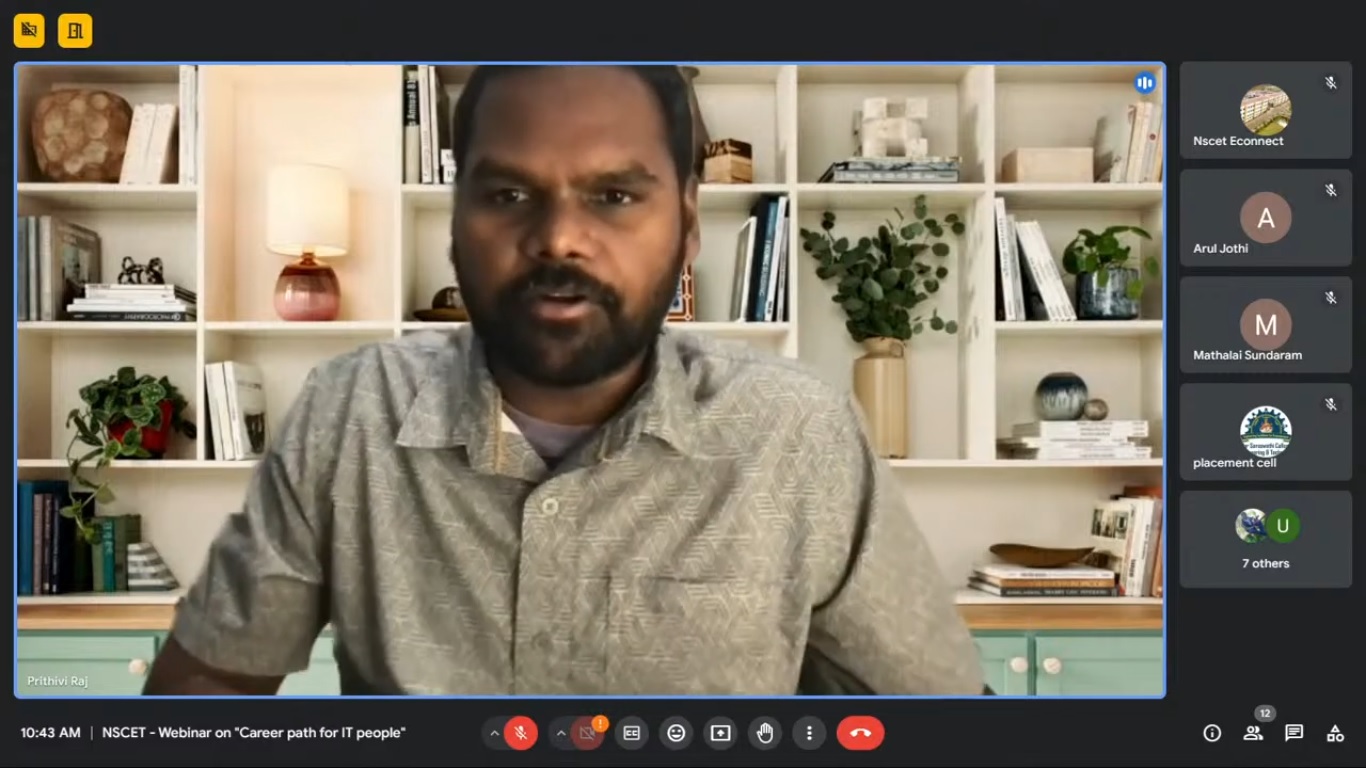 Nscet Econnect
A
Arul Jothi
M
Mathalai Sundaram
placement cell
U
7 others
Prithivi Raj
10:43 AM | NSCET - Webinar on "Career path for IT people"
12